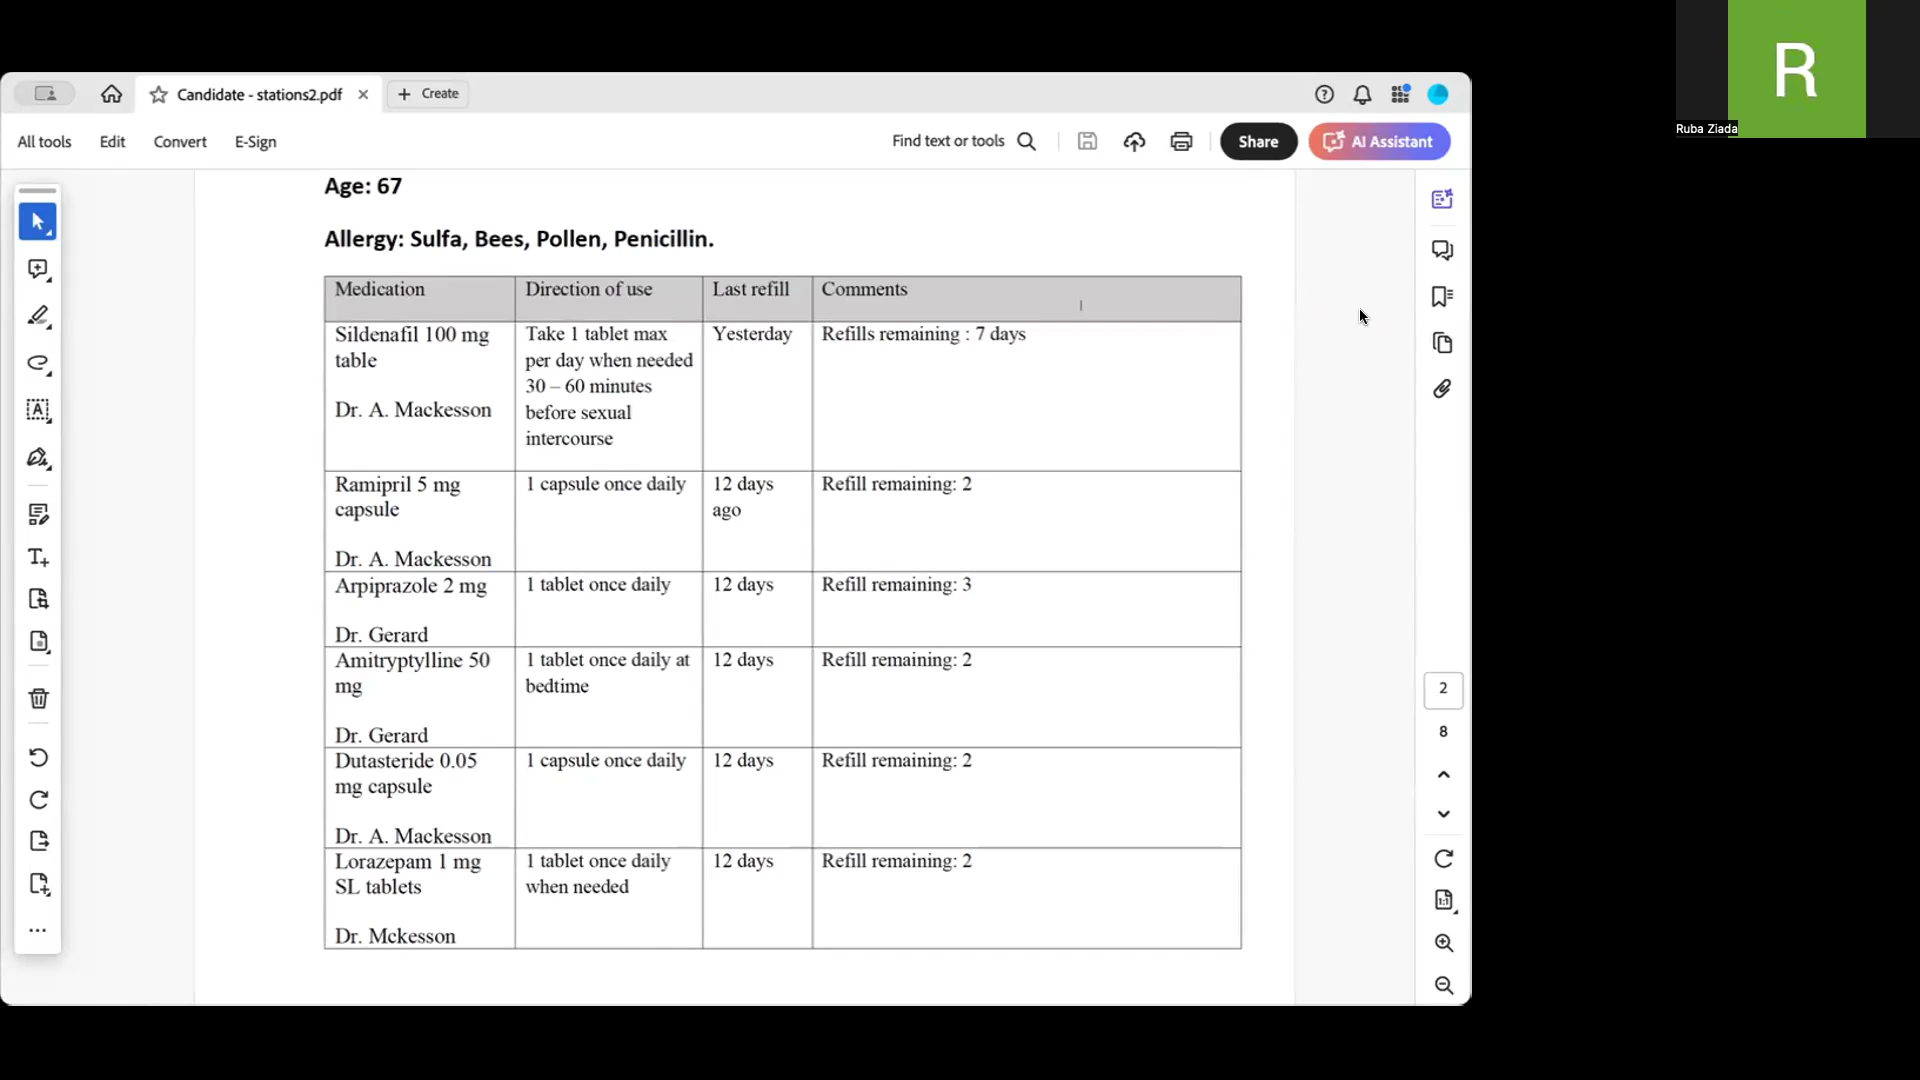 R
Ruba Ziada
Candidate - stations2.pdf
Create
All tools Edit Convert E-Sign
Find text or tools
Share
AI Assistant
Age: 67
Allergy: Sulfa, Bees, Pollen, Penicillin.
Medication Direction of use Last refill Comments
Sildenafil 100 mg
table
Dr. A. Mackesson
Take 1 tablet max
per day when needed
30 – 60 minutes
before sexual
intercourse
Yesterday
Refills remaining : 7 days
Ramipril 5 mg
capsule
Dr. A. Mackesson
1 capsule once daily
12 days
ago
Refill remaining: 2
Arpiprazole 2 mg
Dr. Gerard
1 tablet once daily
12 days
Refill remaining: 3
Amitryptylline 50
mg
Dr. Gerard
1 tablet once daily at
bedtime
12 days
Refill remaining: 2
Dutasteride 0.05
mg capsule
Dr. A. Mackesson
1 capsule once daily
12 days
Refill remaining: 2
Lorazepam 1 mg
SL tablets
Dr. Mckesson
1 tablet once daily
when needed
12 days
Refill remaining: 2
2
8